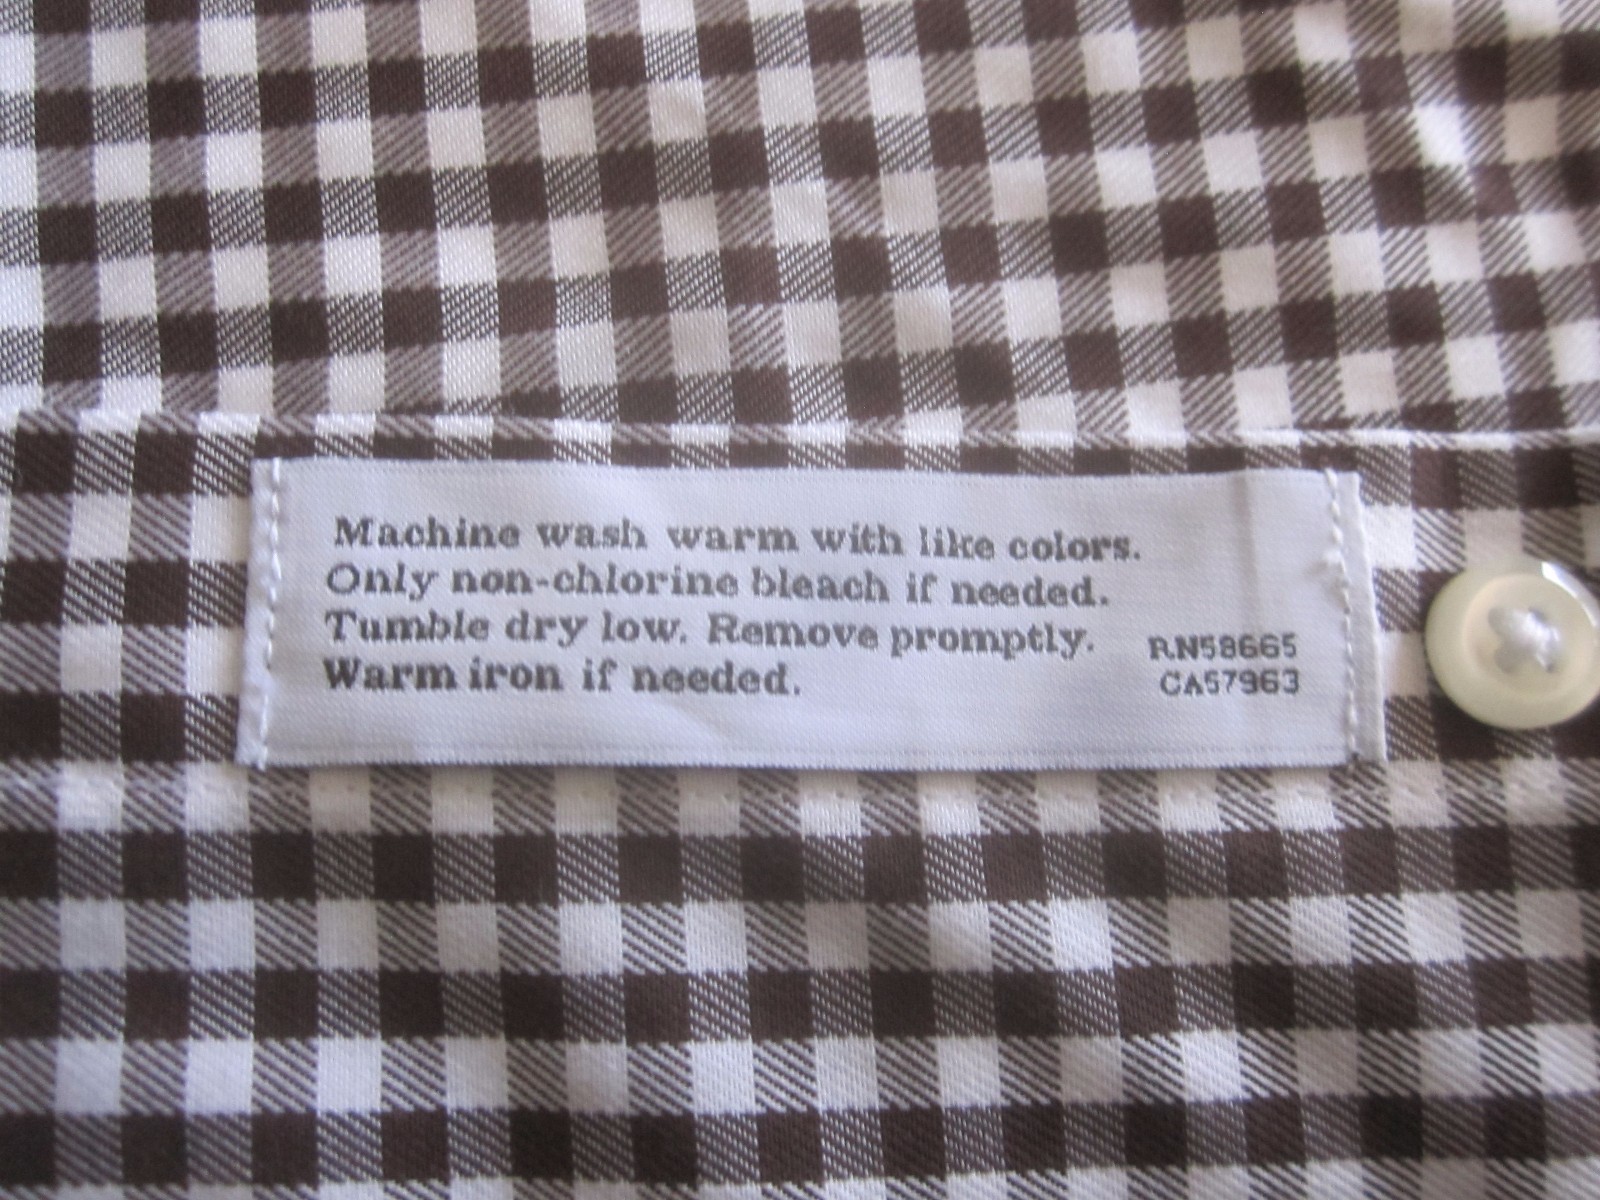 Machine wash warm with like colors.
Only non-chlorine bleach if needed.
Tumble dry low. Remove promptly.
Warm iron if needed.
RN58665
CA57963